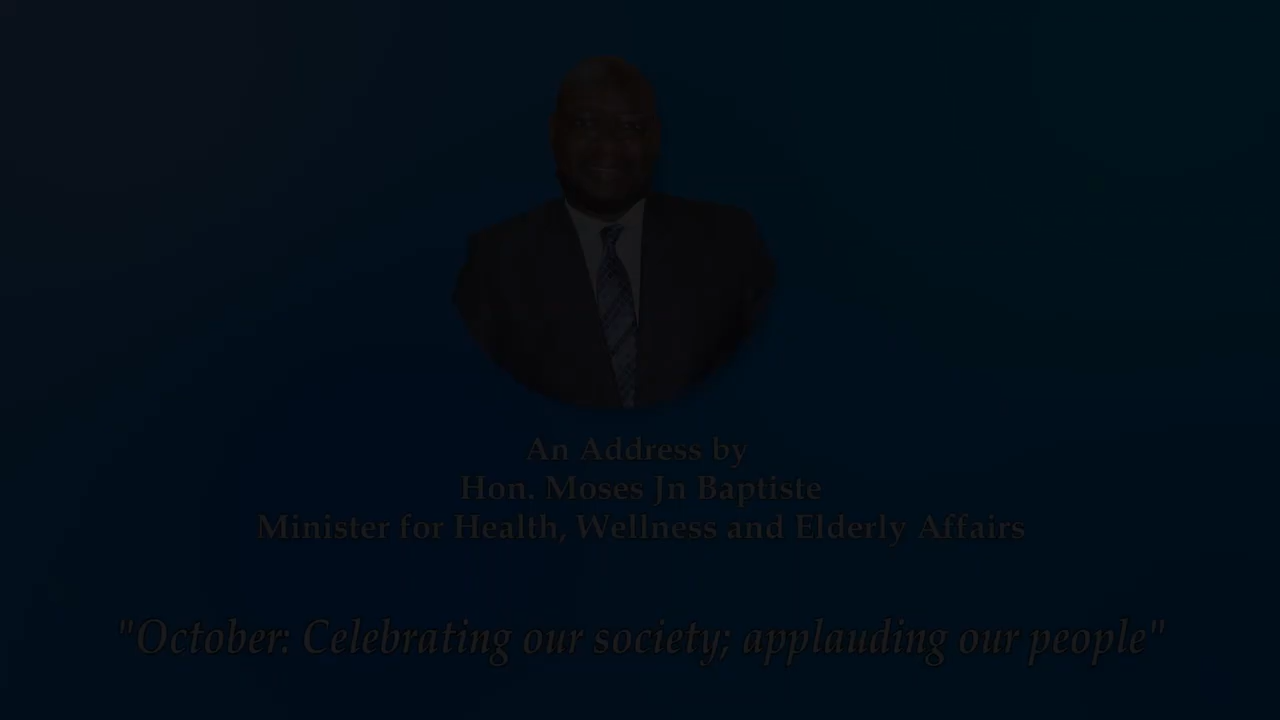 An Address by
Hon. Moses Jn Baptiste
Minister for Health, Wellness and Elderly Affairs
"October: Celebrating our society; applauding our people"